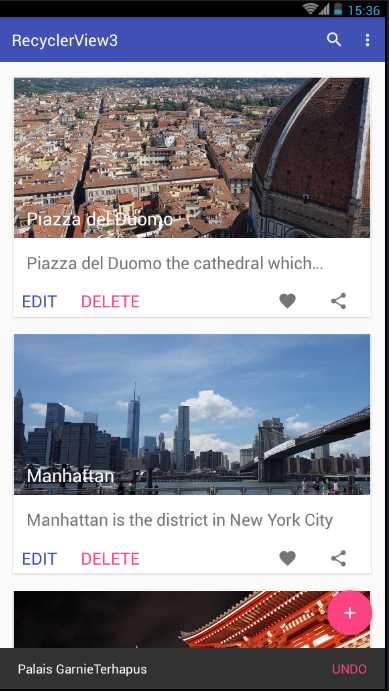 15:36
RecyclerView3
Piazza del Duomo
Piazza del Duomo the cathedral which...
EDIT DELETE
Manhattan
Manhattan is the district in New York City
EDIT DELETE
Palais GarnieTerhapus UNDO